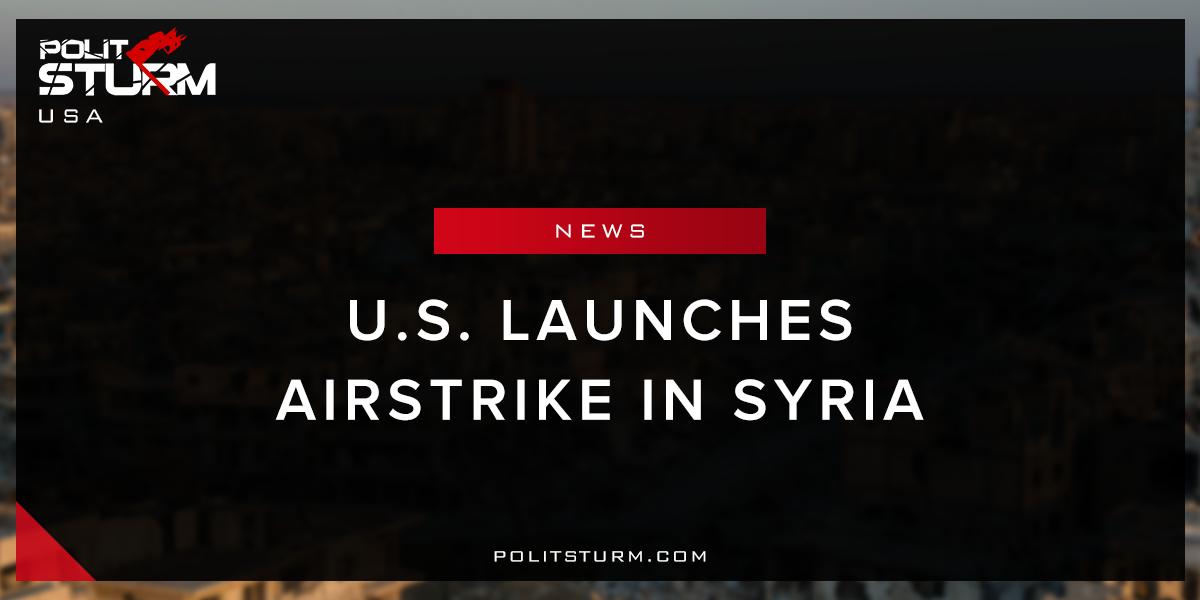 POLIT
STURM
USA
NEWS
U.S. LAUNCHES
AIRSTRIKE IN SYRIA
POLITSTURM.COM